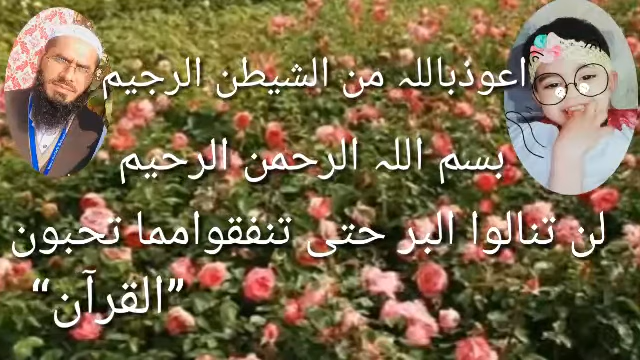 اعوذباللہ من الشیطن الرجیم
بسم اللہ الرحمن الرحیم
لن تنالوا البر حتی تنفقوامما تحبون
”القرآن“